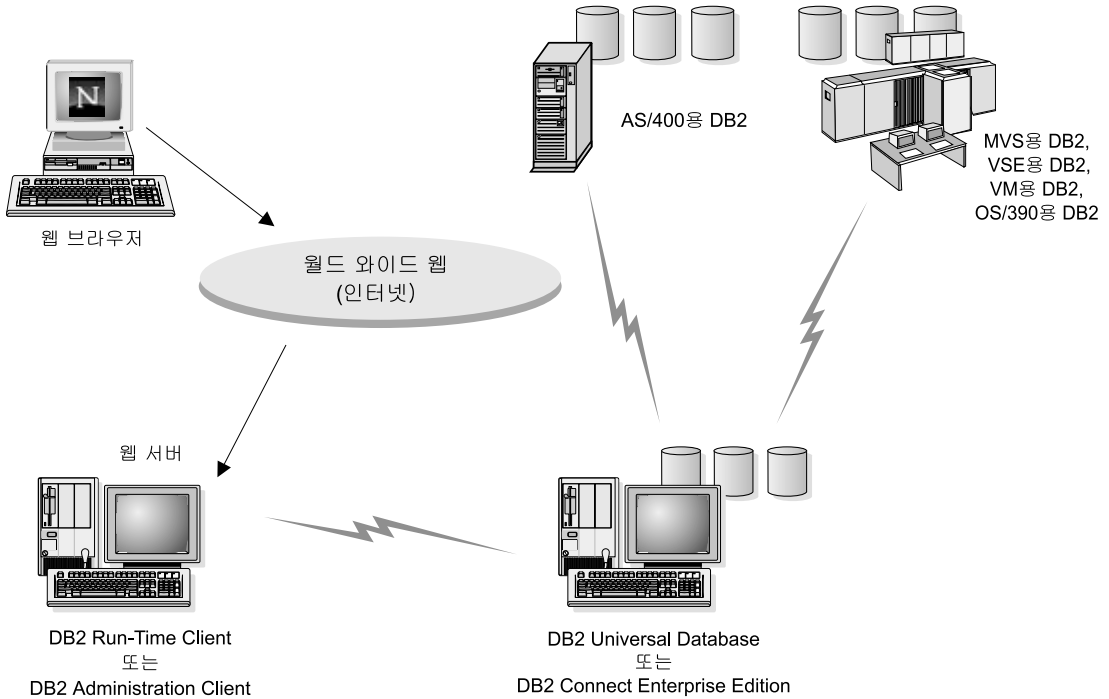 N
AS/400용 DB2
MVS용 DB2,
VSE용 DB2,
VM용 DB2,
OS/390용 DB2
웹 브라우저
월드 와이드 웹
(인터넷)
웹 서버
DB2 Run-Time Client
또는
DB2 Administration Client
DB2 Universal Database
또는
DB2 Connect Enterprise Edition